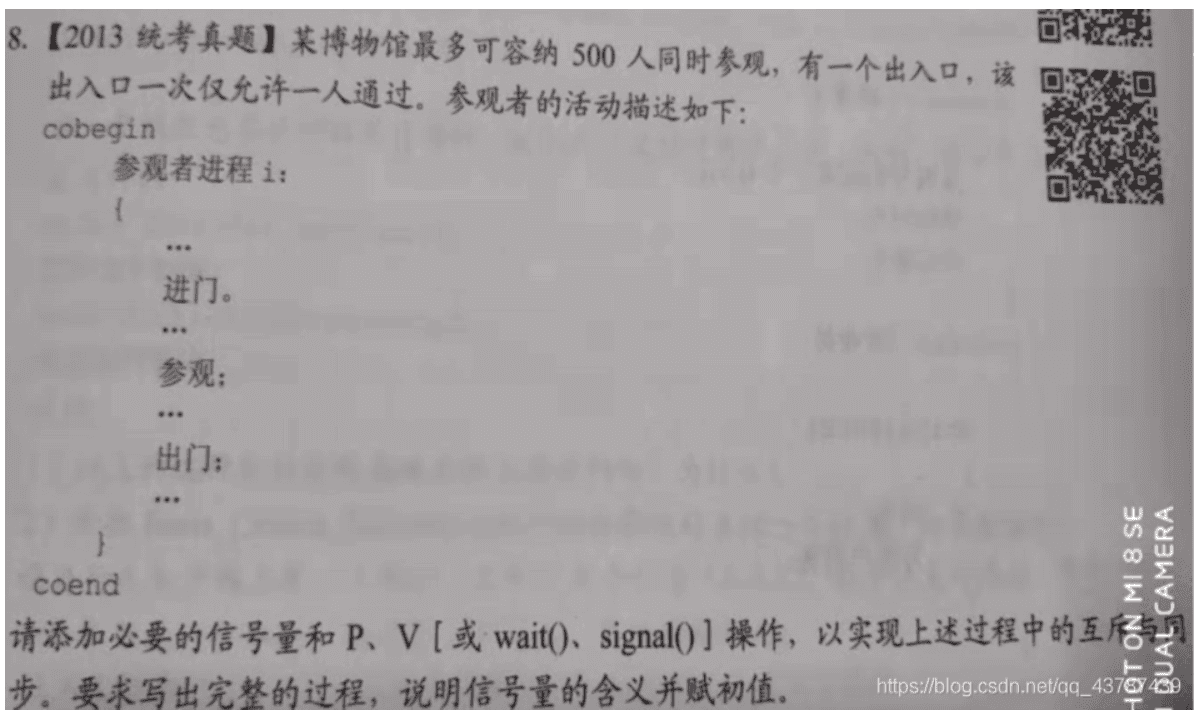 8.【2013 统考真题】某博物馆最多可容纳 500 人同时参观，有一个出入口，该
出入口一次仅允许一人通过。参观者的活动描述如下：
cobegin
参观者进程 i：
{
…
进门。
…
参观；
…
出门；
…
}
coend
请添加必要的信号量和 P、V [ 或 wait()、signal() ] 操作，以实现上述过程中的互斥与同
步。要求写出完整的过程，说明信号量的含义并赋初值。
SHOT ON MI 8 SE
AI DUAL CAMERA
https://blog.csdn.net/qq_43787439